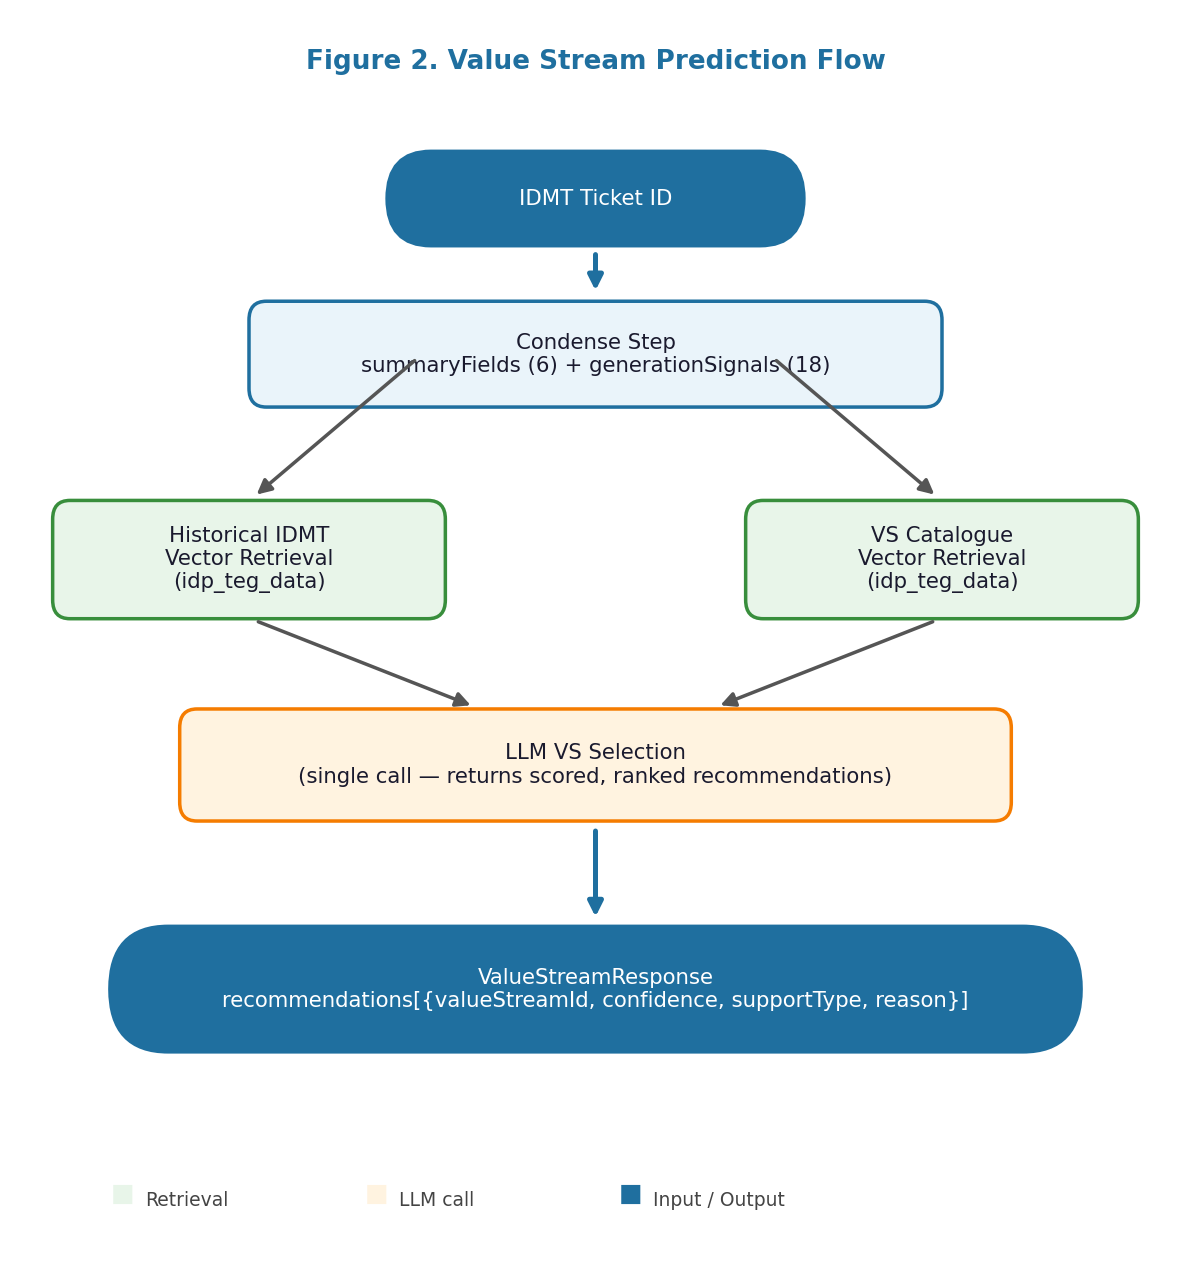 Figure 2. Value Stream Prediction Flow
IDMT Ticket ID
Condense Step
summaryFields (6) + generationSignals (18)
Historical IDMT
Vector Retrieval
(idp_teg_data)
VS Catalogue
Vector Retrieval
(idp_teg_data)
LLM VS Selection
(single call — returns scored, ranked recommendations)
ValueStreamResponse
recommendations[{valueStreamId, confidence, supportType, reason}]
Retrieval
LLM call
Input / Output